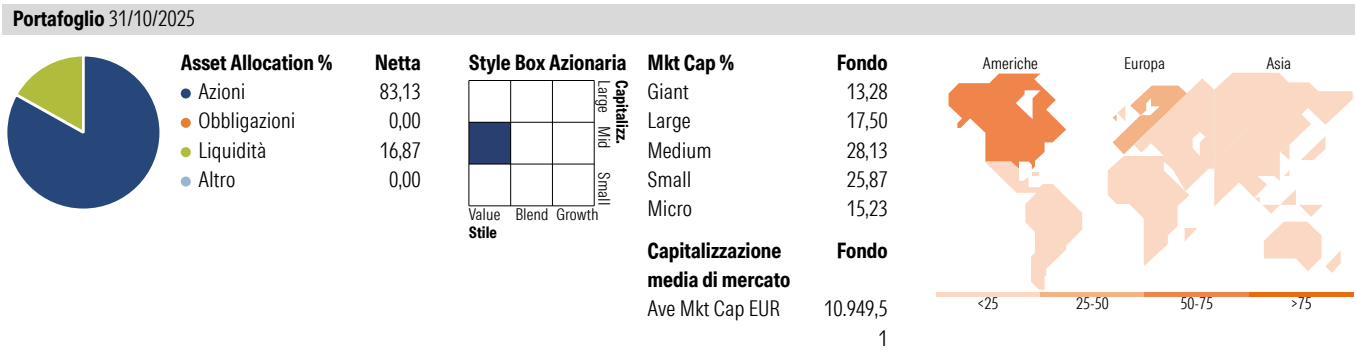 Portafoglio 31/10/2025
Asset Allocation % Netta
Azioni 83,13
Obbligazioni 0,00
Liquidità 16,87
Altro 0,00
Style Box Azionaria
Capitalizz.
Large Mid Small
Value Blend Growth
Stile
Mkt Cap % Fondo
Giant 13,28
Large 17,50
Medium 28,13
Small 25,87
Micro 15,23
Capitalizzazione Fondo
media di mercato
Ave Mkt Cap EUR 10.949,5
1
Americhe Europa Asia
<25 25-50 50-75 >75